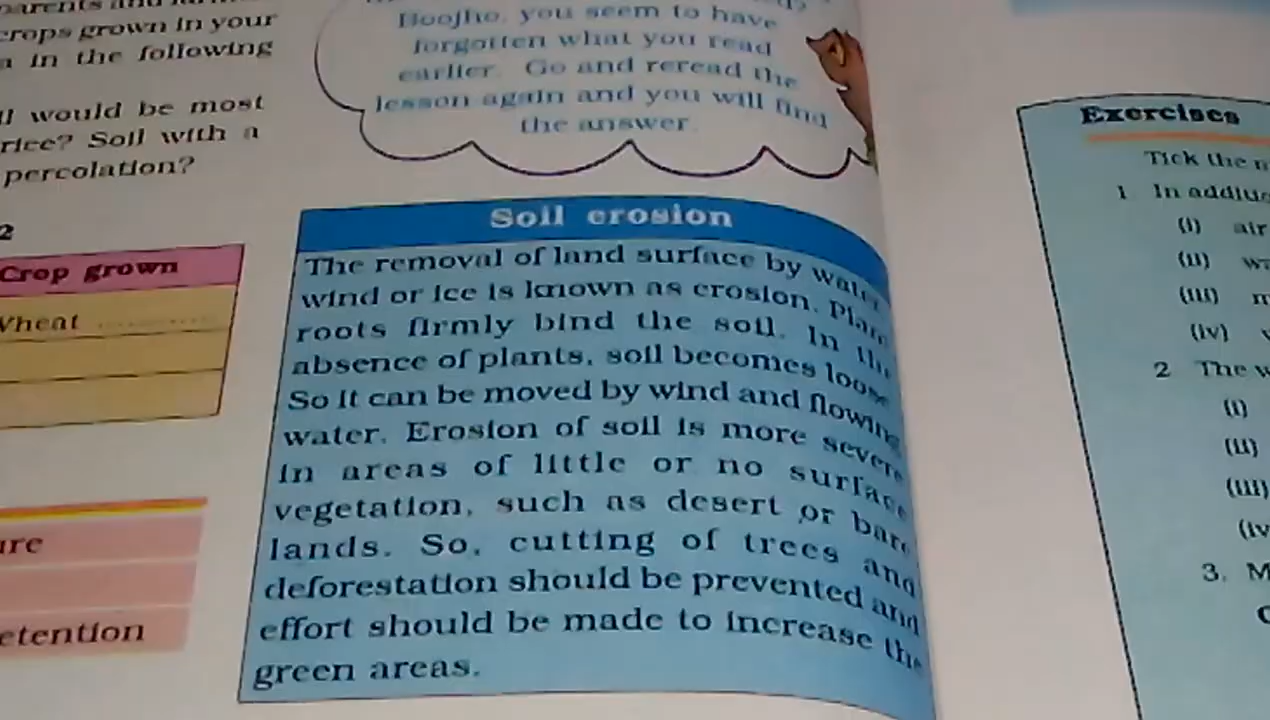 crops grown in your
in the following
would be most
rice? Soil with a
percolation?
2
Crop grown
Wheat ............
ure
etention
Boojho, you seem to have
forgotten what you read
earlier. Go and reread the
lesson again and you will find
the answer.
Soil erosion
The removal of land surface by water,
wind or ice is known as erosion. Plant
roots firmly bind the soil. In the
absence of plants, soil becomes loose.
So it can be moved by wind and flowing
water. Erosion of soil is more severe
in areas of little or no surface
vegetation, such as desert or bare
lands. So, cutting of trees and
deforestation should be prevented and
effort should be made to increase the
green areas.
Exercises
Tick the
1. In
(i) air
(ii)
(iii)
(iv)
2. The
(i)
(ii)
(iii)
(iv
3.